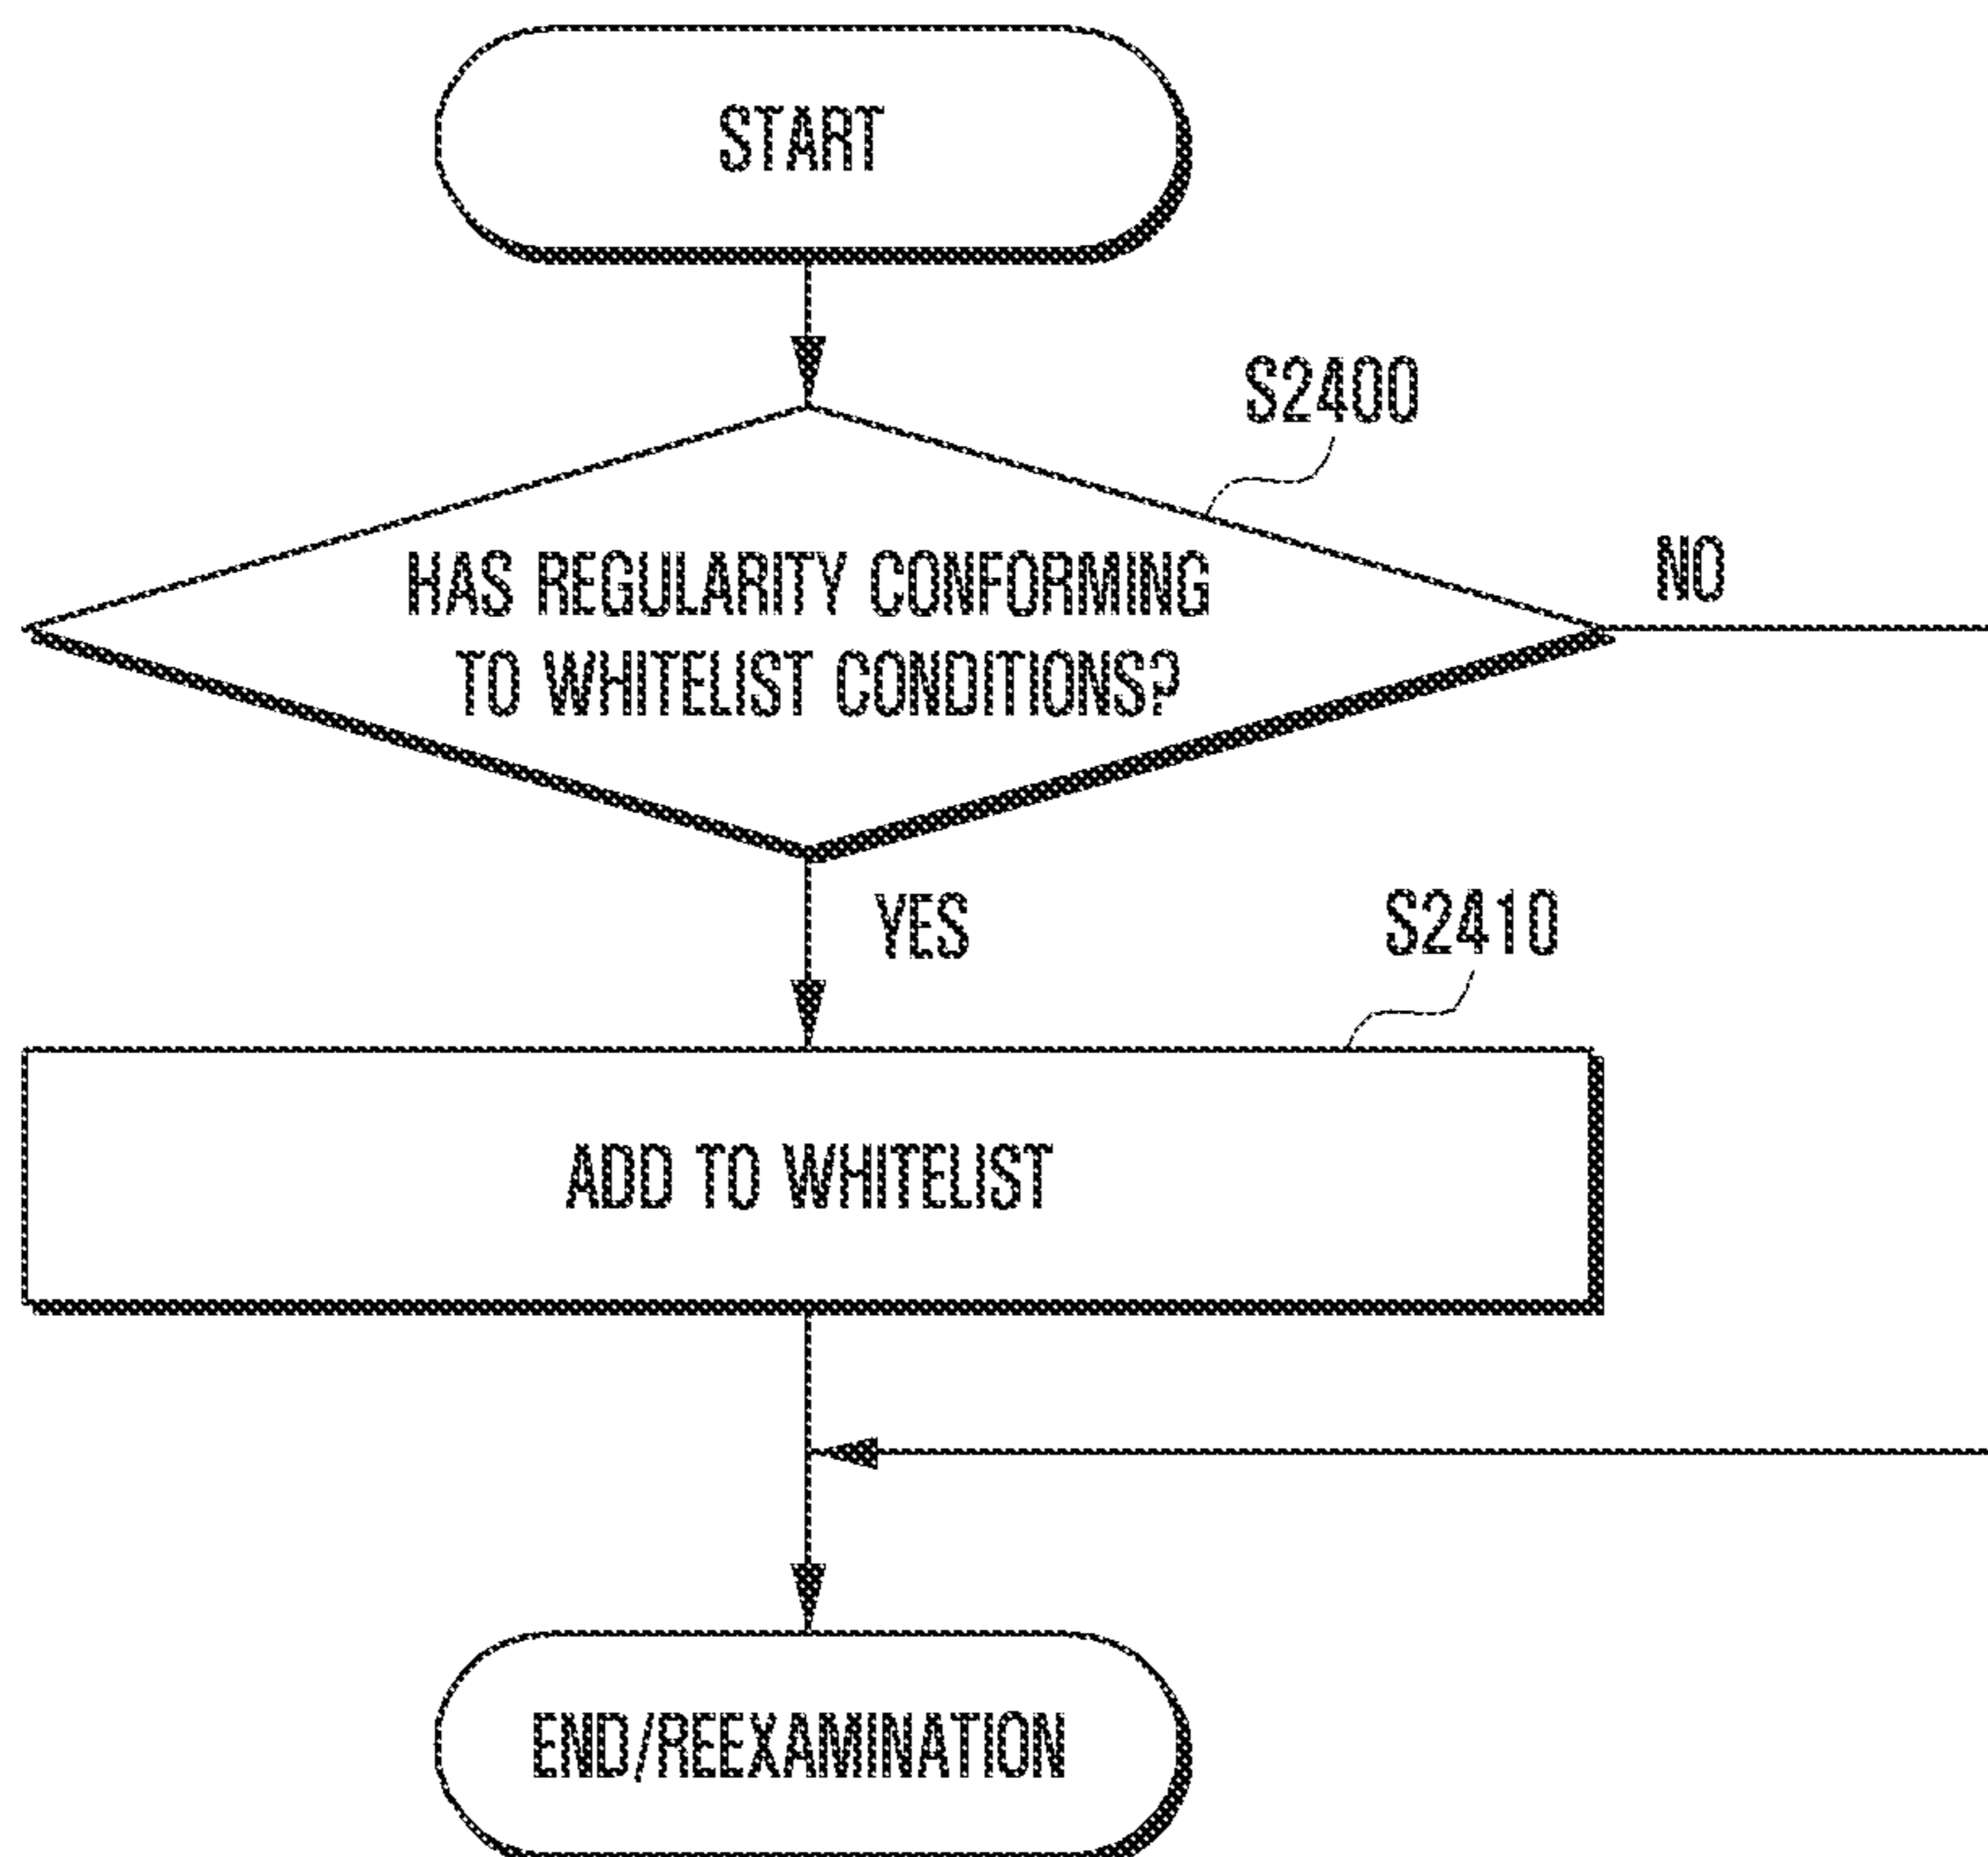 START
S2400
HAS REGULARITY CONFORMING
TO WHITELIST CONDITIONS?
NO
YES
S2410
ADD TO WHITELIST
END/REEXAMINATION